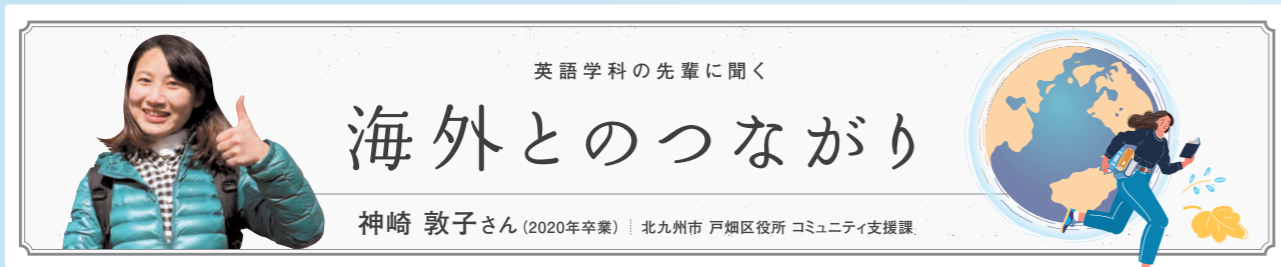 英語学科の先輩に聞く
海外とのつながり
神崎 敦子さん（2020年卒業） 北九州市 戸畑区役所 コミュニティ支援課